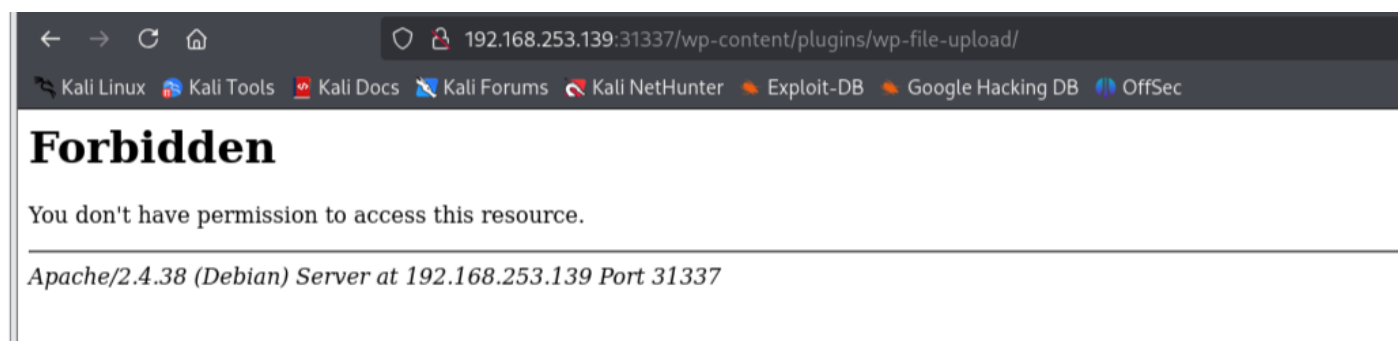 192.168.253.139:31337/wp-content/plugins/wp-file-upload/
Kali Linux Kali Tools Kali Docs Kali Forums Kali NetHunter Exploit-DB Google Hacking DB OffSec
Forbidden
You don't have permission to access this resource.
Apache/2.4.38 (Debian) Server at 192.168.253.139 Port 31337